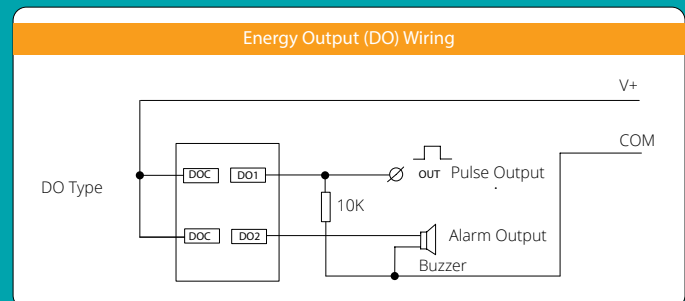 Energy Output (DO) Wiring
V+
COM
DO Type
DOC DO1
OUT Pulse Output
10K
DOC DO2
Alarm Output
Buzzer